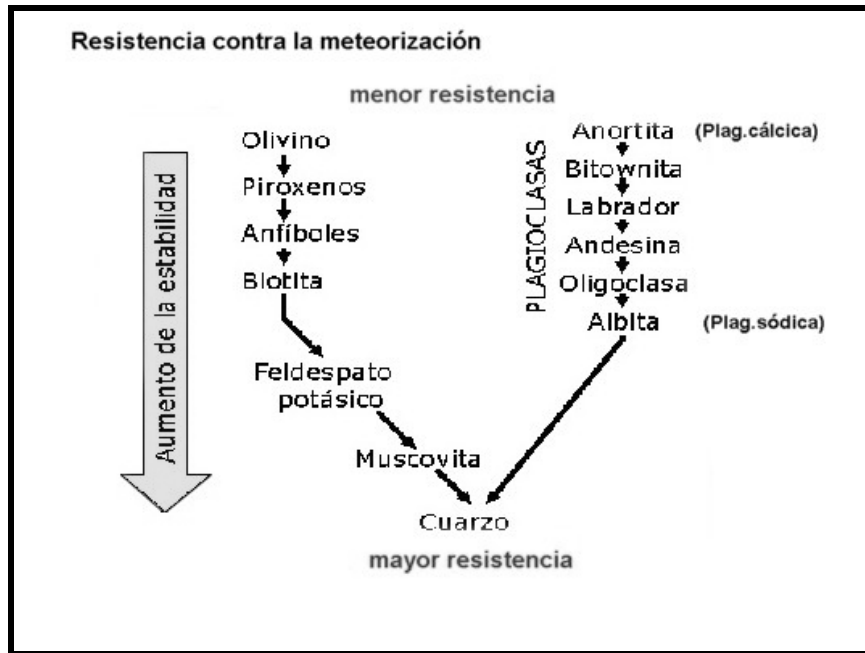 Resistencia contra la meteorización
menor resistencia
Aumento de la estabilidad
Olivino
Piroxenos
Anfíboles
Biotita
Feldespato
potásico
Muscovita
Cuarzo
PLAGIOCLASAS
Anortita (Plag.cálcica)
Bitownita
Labrador
Andesina
Oligoclasa
Albita (Plag.sódica)
mayor resistencia